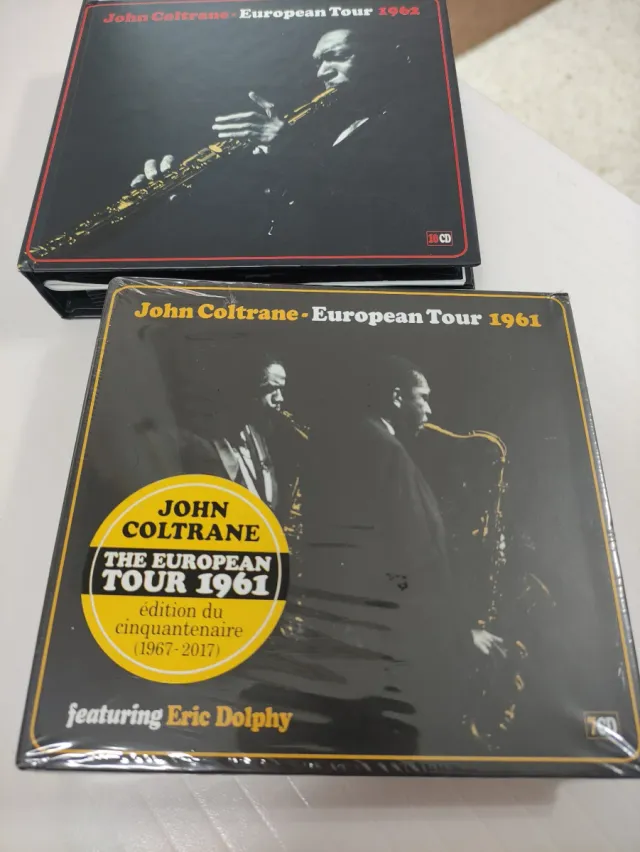 John Coltrane - European Tour 1962
10CD
John Coltrane - European Tour 1961
JOHN
COLTRANE
THE EUROPEAN
TOUR 1961
édition du
cinquantenaire
(1967-2017)
featuring Eric Dolphy
7CD